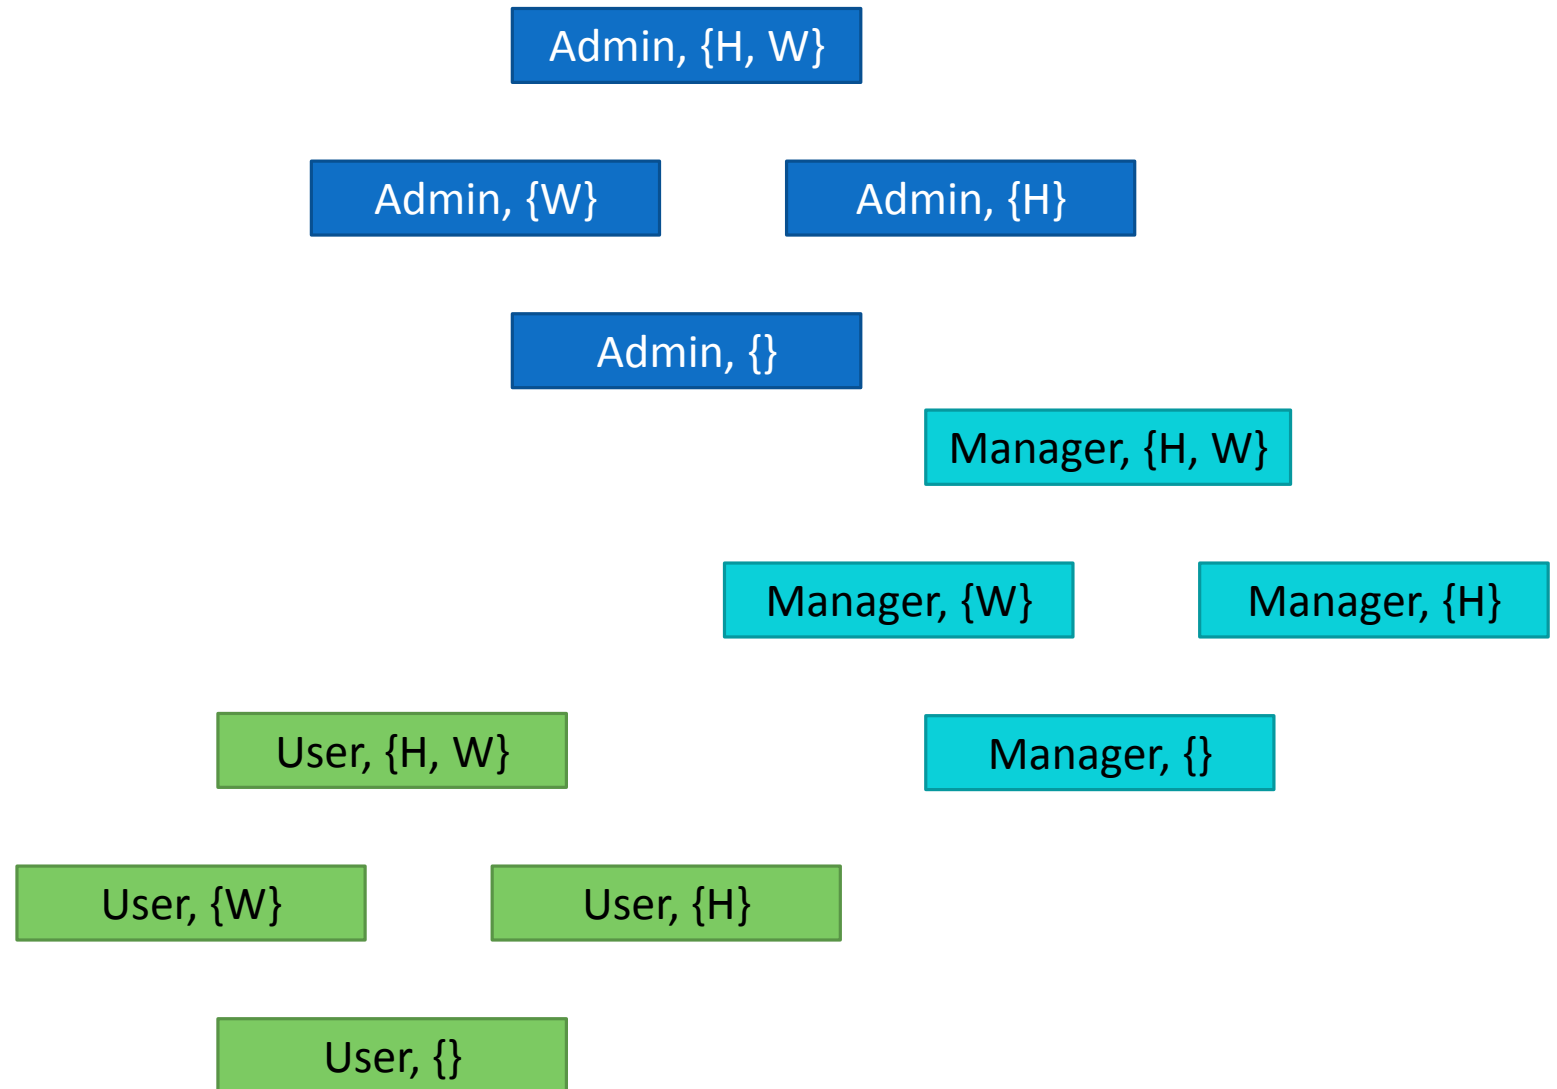 Admin, {H, W}
Admin, {W}
Admin, {H}
Admin, {}
Manager, {H, W}
Manager, {W}
Manager, {H}
User, {H, W}
Manager, {}
User, {W}
User, {H}
User, {}